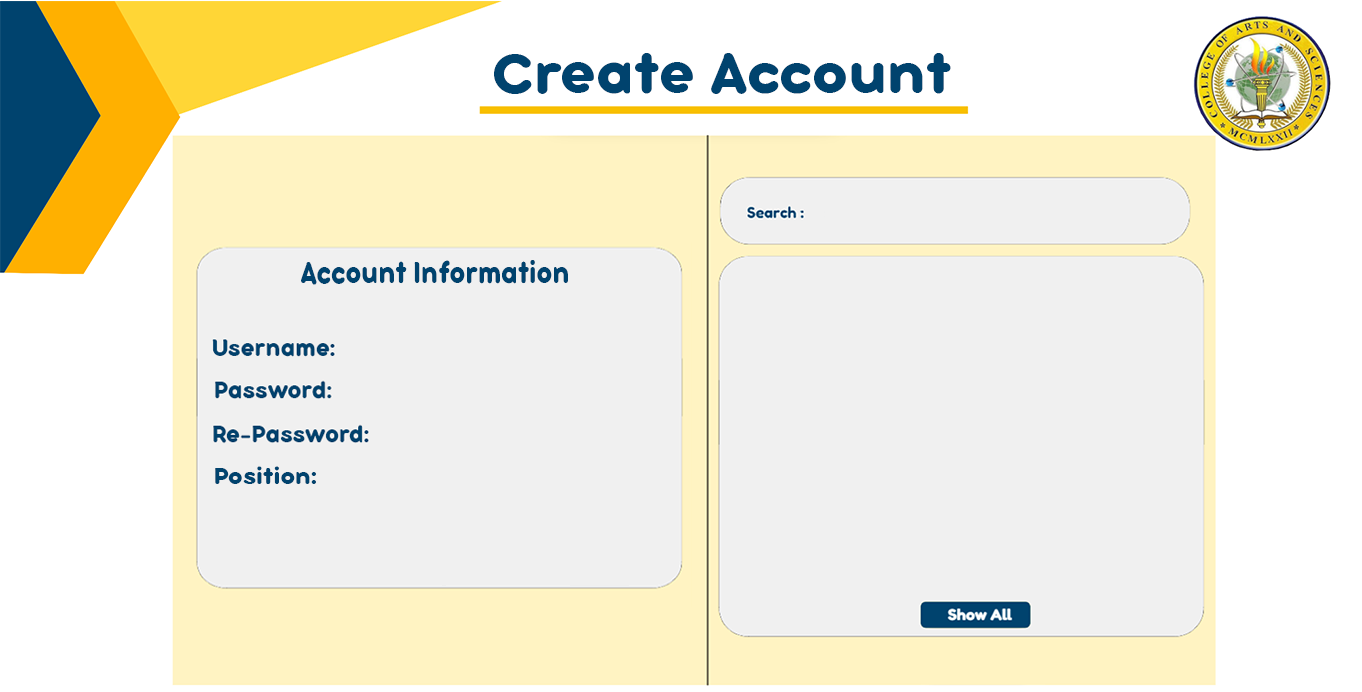 Create Account
COLLEGE OF ARTS AND SCIENCES
* MCMLXXII *
Account Information
Username:
Password:
Re-Password:
Position:
Search :
Show All